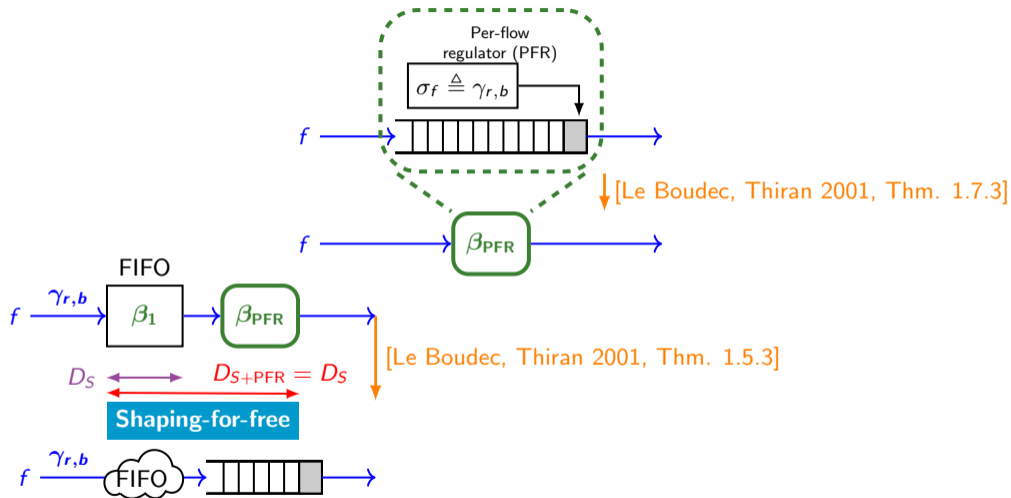 Per-flow
regulator (PFR)
σ_f ≜ γ_{r,b}
f
[Le Boudec, Thiran 2001, Thm. 1.7.3]
f
β_PFR
FIFO
f
γ_{r,b}
β_1
β_PFR
[Le Boudec, Thiran 2001, Thm. 1.5.3]
D_S
D_{S+PFR} = D_S
Shaping-for-free
f
γ_{r,b}
FIFO